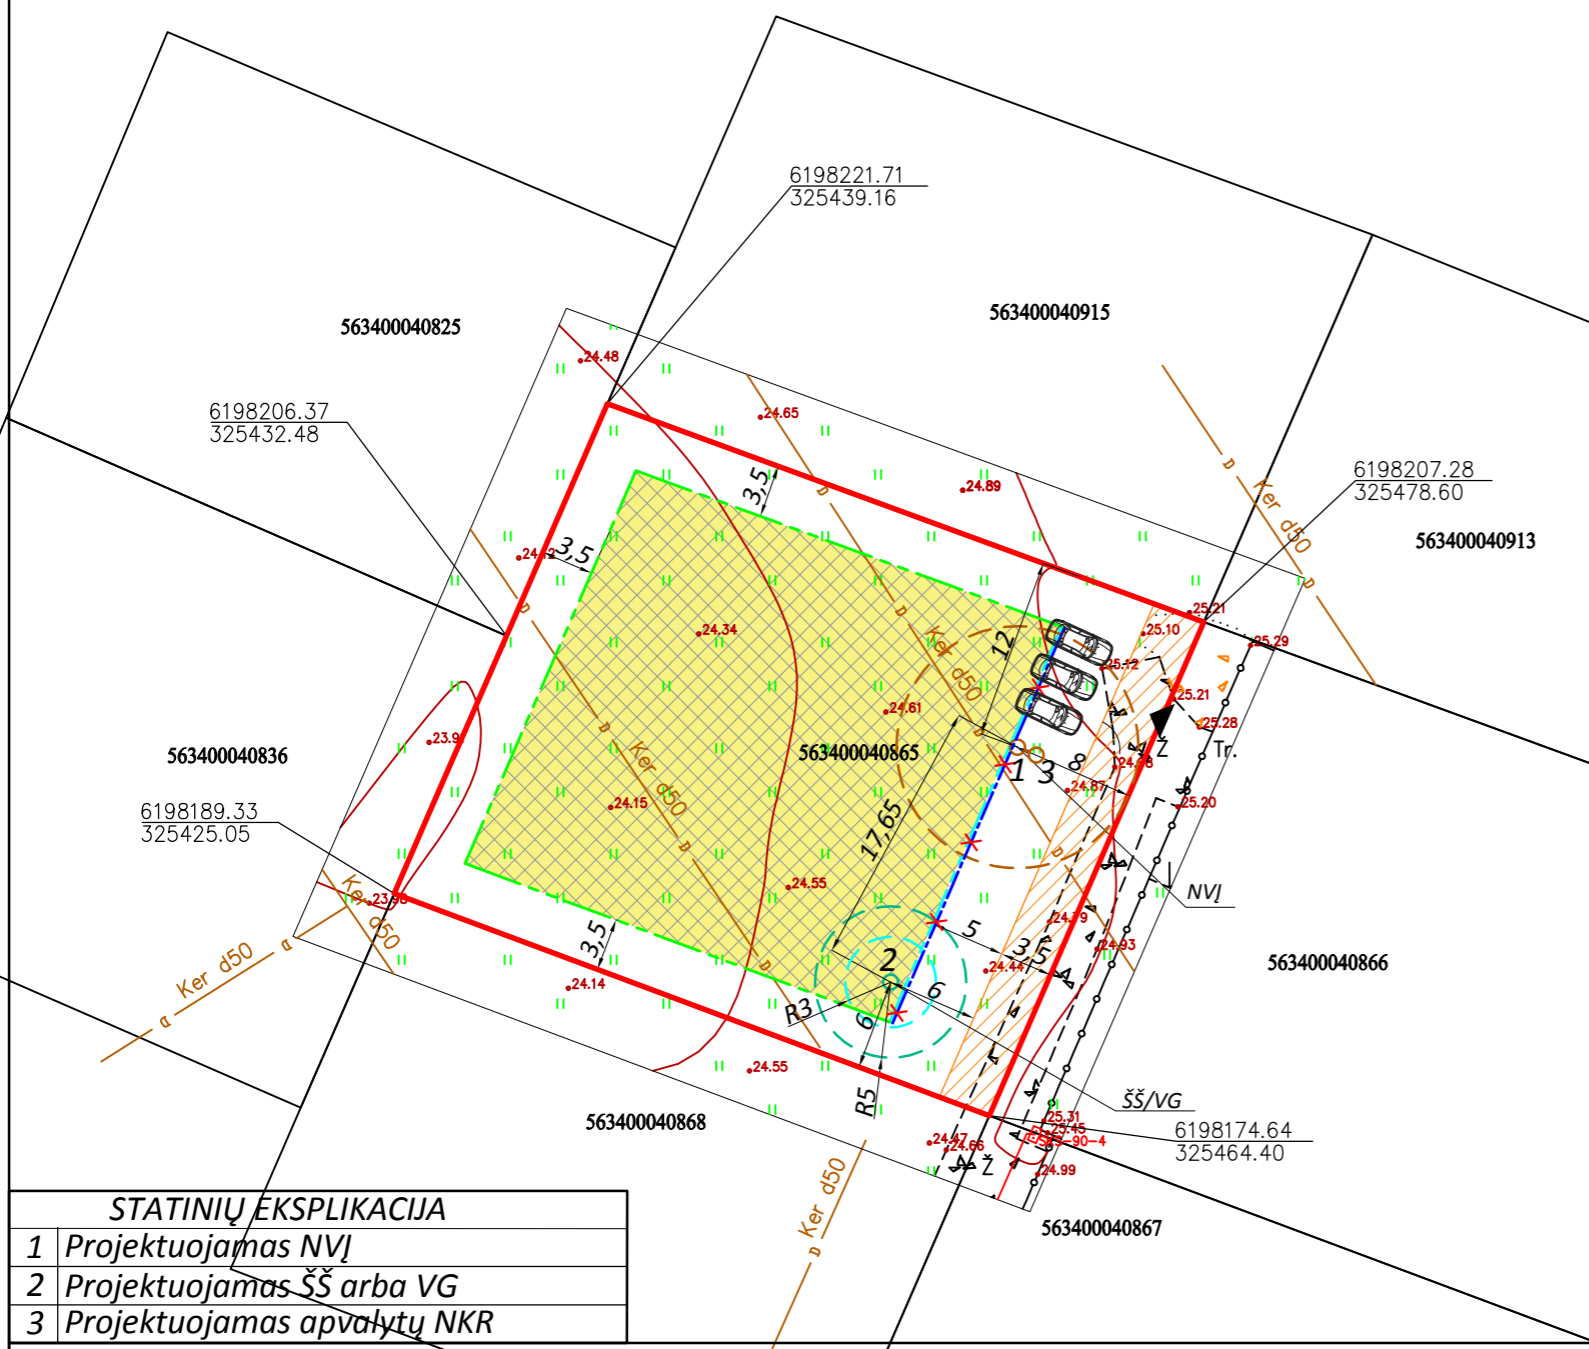 6198221.71
325439.16
563400040915
563400040825
24.48
24.65
6198206.37
325432.48
24.89
6198207.28
325478.60
Ker d50
563400040913
3,5
3,5
D
D
D
D
24.34
Ker d50
12
25.21
25.10
25.29
25.12
24.61
25.21
25.28
563400040836
563400040865
Ker d50
D
D
1 3
8
Ž
Tr.
24.87
25.20
6198189.33
325425.05
24.15
17,65
D
NVĮ
24.55
Ker d50
3,5
5
3,5
24.93
2
24.44
563400040866
Ker d50
24.14
R3
6
6
D
24.55
R5
ŠŠ/VG
563400040868
25.31
25.45
24.47
24.66
Ž
24.99
6198174.64
325464.40
Ker d50
D
563400040867
STATINIŲ EKSPLIKACIJA
1 Projektuojamas NVĮ
2 Projektuojamas ŠŠ arba VG
3 Projektuojamas apvalytų NKR